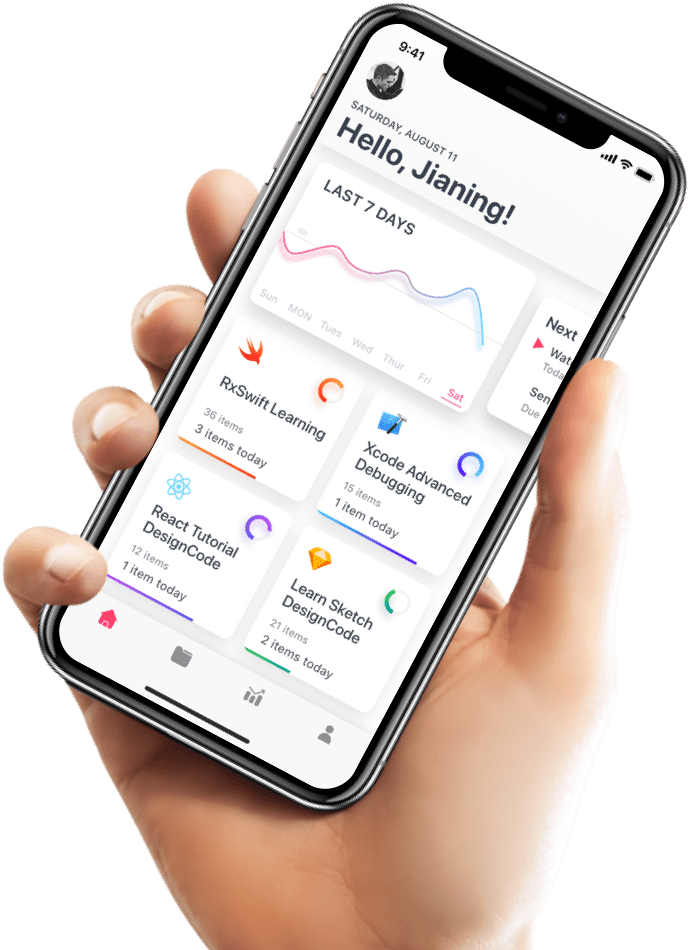 9:41
SATURDAY, AUGUST 11
Hello, Jianing!
LAST 7 DAYS
6h
Sun MON Tues Wed Thur Fri Sat
Next
Wat
Toda
Sen
Due
RxSwift Learning
36 items
3 items today
Xcode Advanced
Debugging
15 items
1 item today
React Tutorial
DesignCode
12 items
1 item today
Learn Sketch
DesignCode
21 items
2 items today